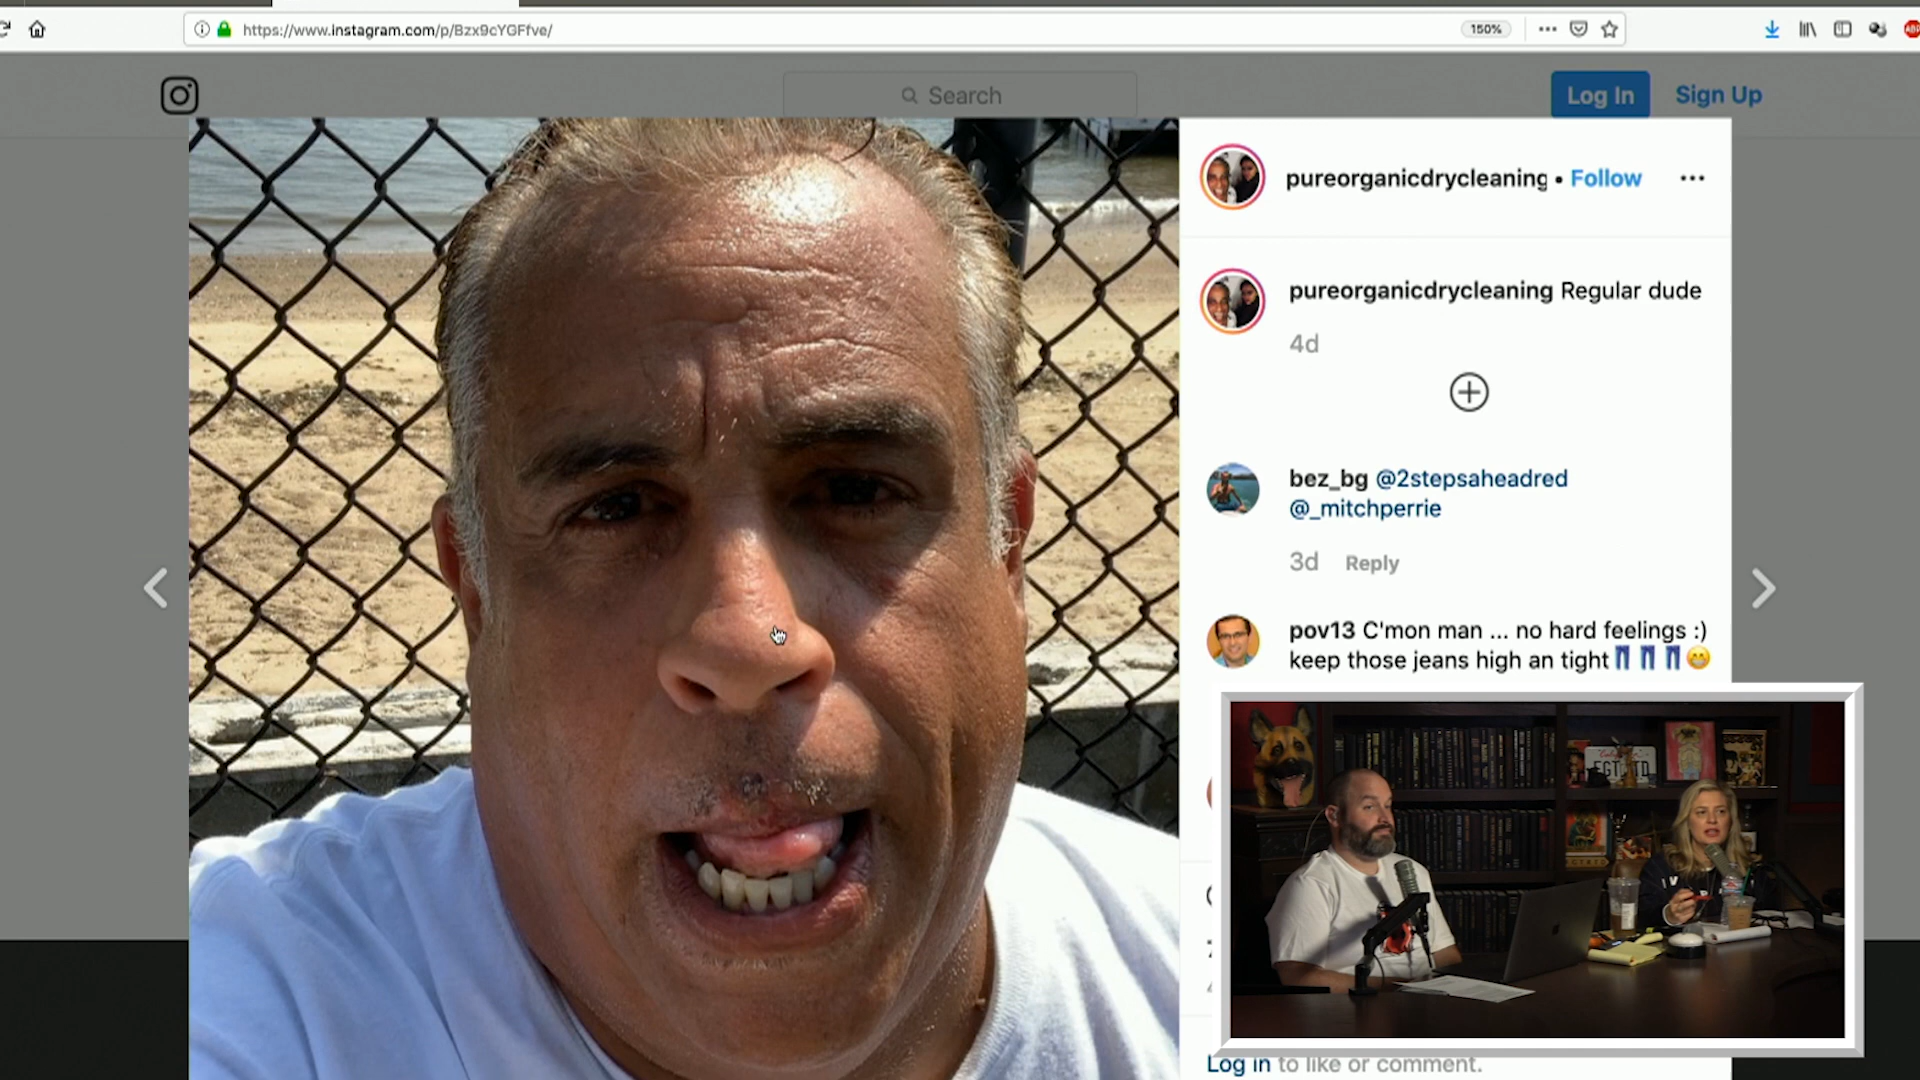 https://www.instagram.com/p/Bzx9cYGFfve/
150%
Search
Log In
Sign Up
pureorganicdrycleaning • Follow
pureorganicdrycleaning Regular dude
4d
bez_bg @2stepsaheadred
@_mitchperrie
3d Reply
pov13 C'mon man ... no hard feelings :)
keep those jeans high an tight👖👖👖😁
Log in to like or comment.